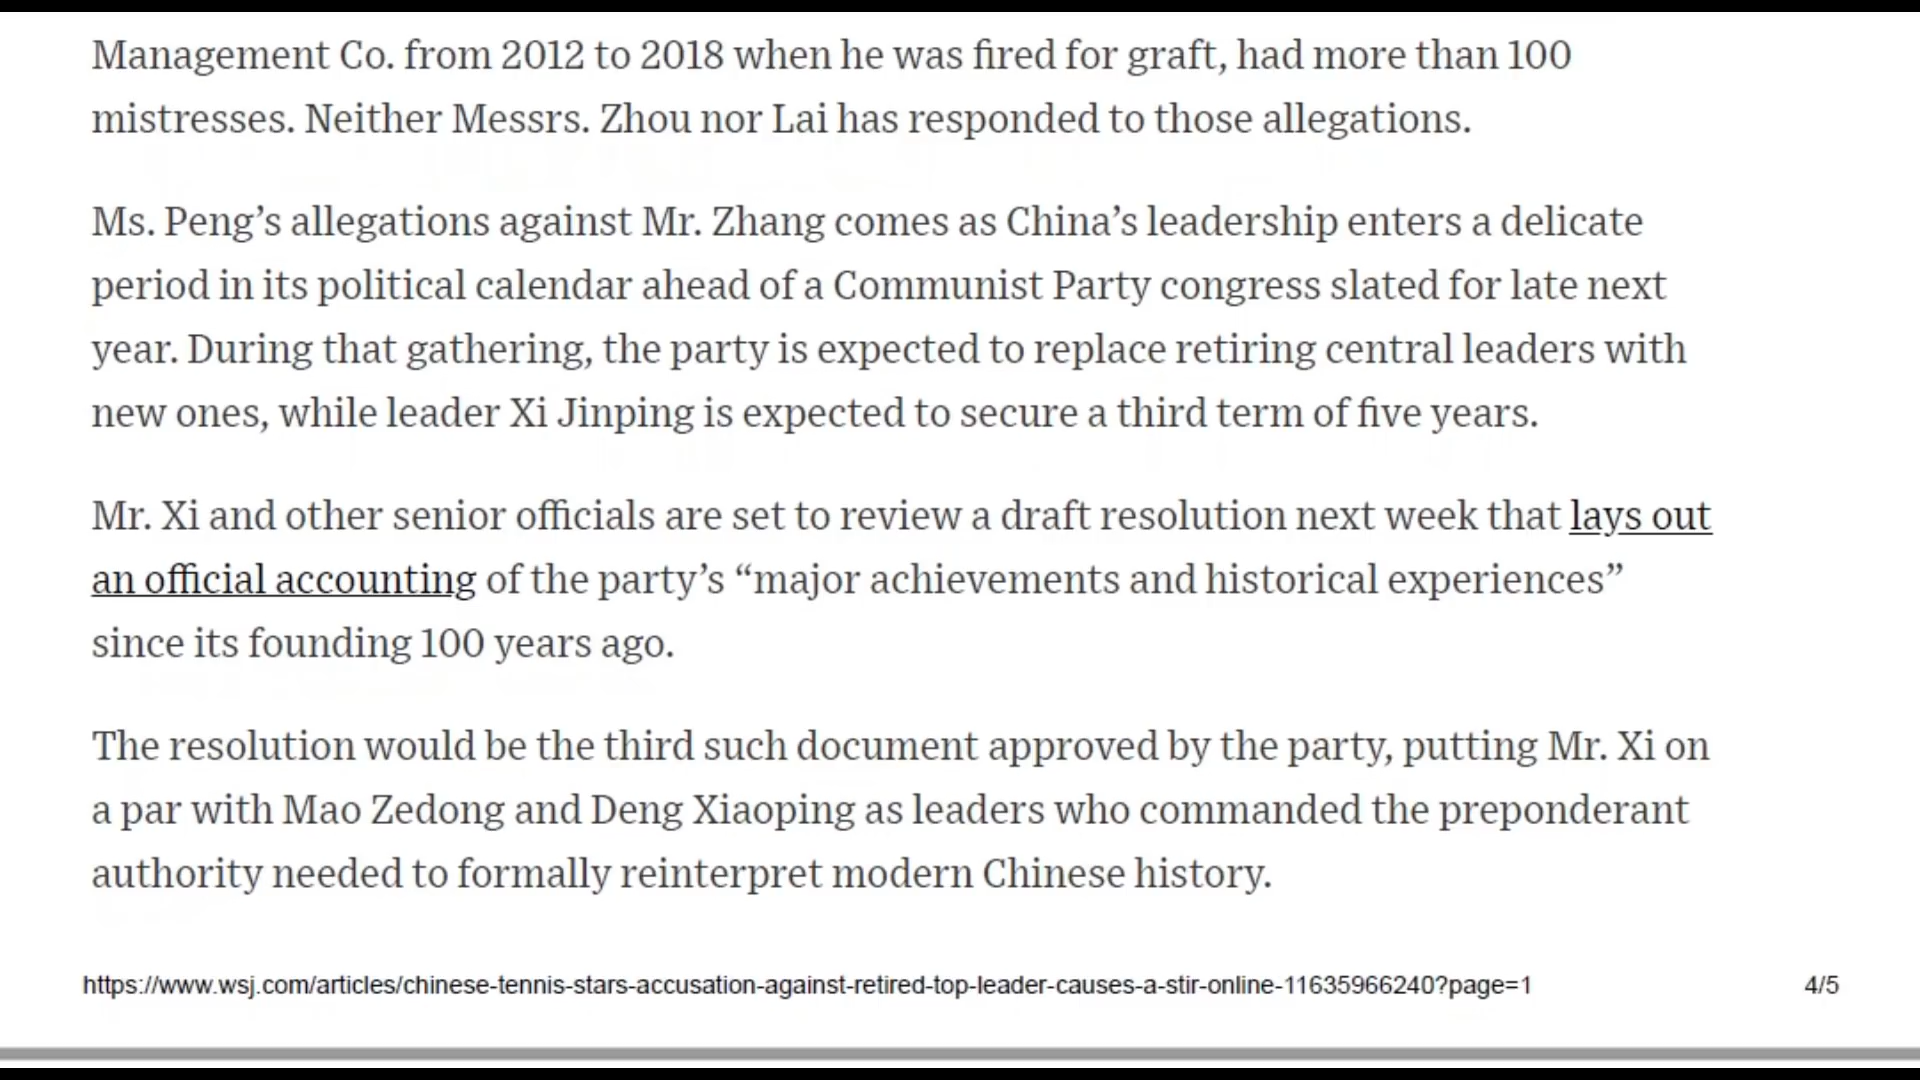 Management Co. from 2012 to 2018 when he was fired for graft, had more than 100
mistresses. Neither Messrs. Zhou nor Lai has responded to those allegations.
Ms. Peng’s allegations against Mr. Zhang comes as China’s leadership enters a delicate
period in its political calendar ahead of a Communist Party congress slated for late next
year. During that gathering, the party is expected to replace retiring central leaders with
new ones, while leader Xi Jinping is expected to secure a third term of five years.
Mr. Xi and other senior officials are set to review a draft resolution next week that lays out
an official accounting of the party’s “major achievements and historical experiences”
since its founding 100 years ago.
The resolution would be the third such document approved by the party, putting Mr. Xi on
a par with Mao Zedong and Deng Xiaoping as leaders who commanded the preponderant
authority needed to formally reinterpret modern Chinese history.
https://www.wsj.com/articles/chinese-tennis-stars-accusation-against-retired-top-leader-causes-a-stir-online-11635966240?page=1 4/5